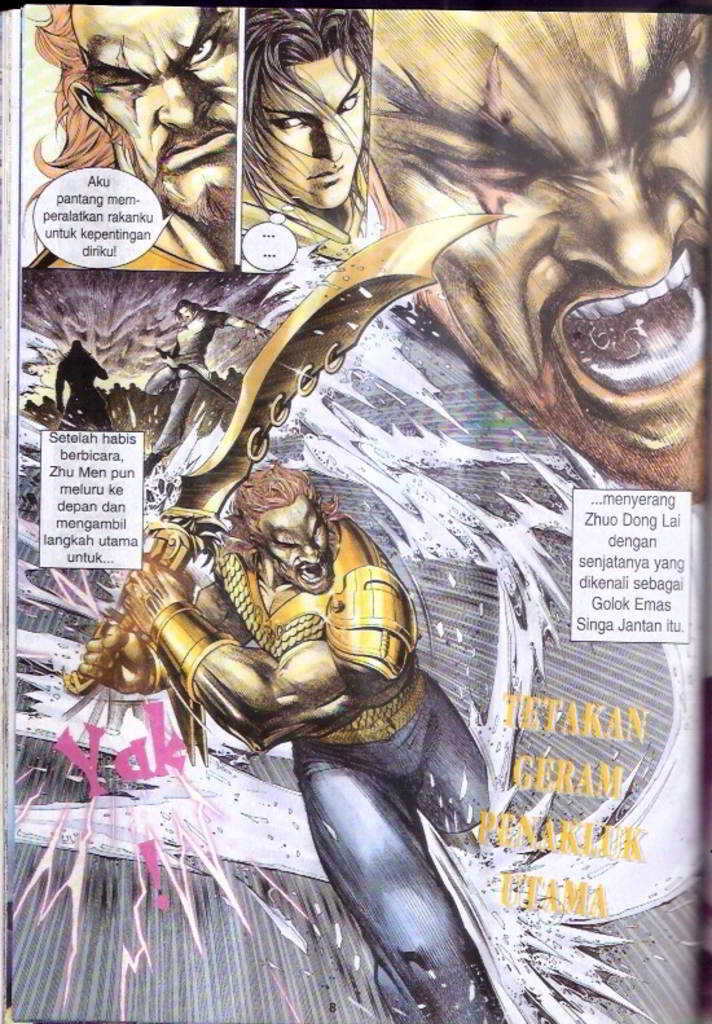 Aku
pantang mem-
peralatkan rakanku
untuk kepentingan
diriku!
...
...
Setelah habis
berbicara,
Zhu Men pun
meluru ke
depan dan
mengambil
langkah utama
untuk...
...menyerang
Zhuo Dong Lai
dengan
senjatanya yang
dikenali sebagai
Golok Emas
Singa Jantan itu.
Yak
!
TETAKAN
GERAM
PENAKLUK
UTAMA
8